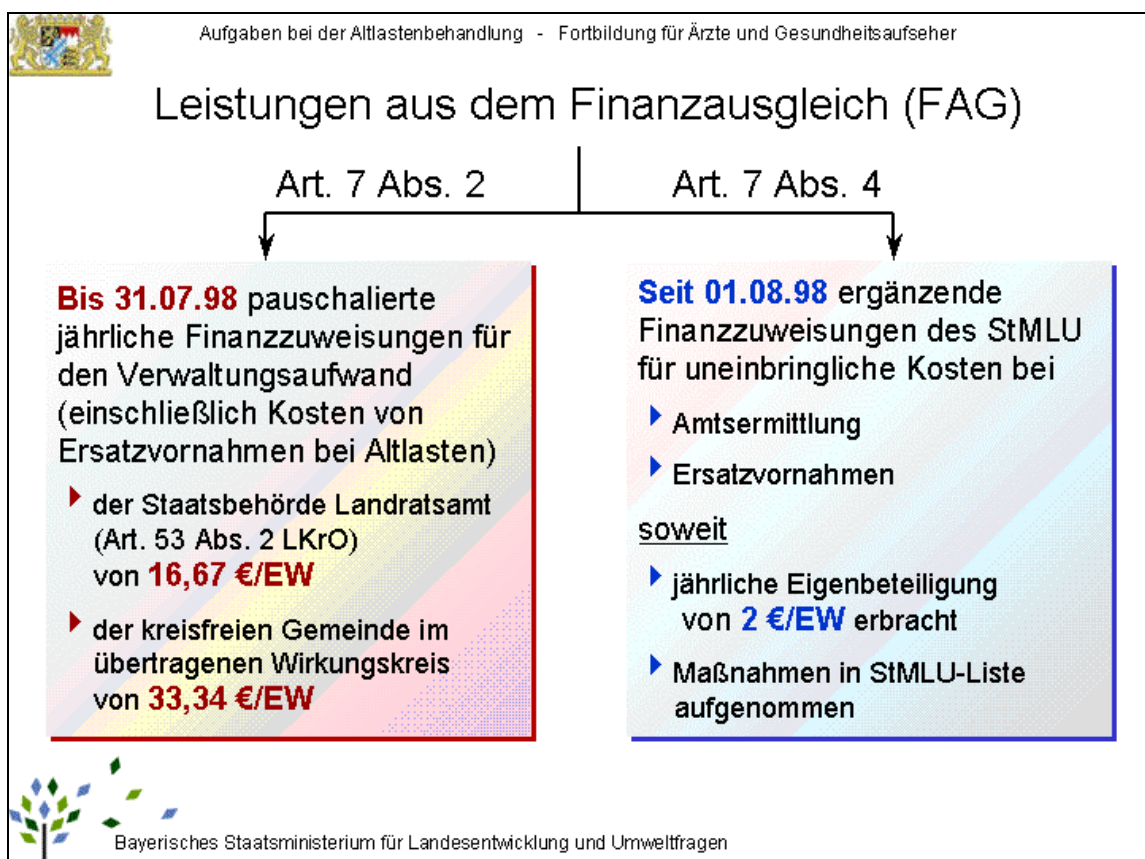 Aufgaben bei der Altlastenbehandlung - Fortbildung für Ärzte und Gesundheitsaufseher
Leistungen aus dem Finanzausgleich (FAG)
Art. 7 Abs. 2
Art. 7 Abs. 4
Bis 31.07.98 pauschalierte
jährliche Finanzzuweisungen für
den Verwaltungsaufwand
(einschließlich Kosten von
Ersatzvornahmen bei Altlasten)
der Staatsbehörde Landratsamt
(Art. 53 Abs. 2 LKrO)
von 16,67 €/EW
der kreisfreien Gemeinde im
übertragenen Wirkungskreis
von 33,34 €/EW
Seit 01.08.98 ergänzende
Finanzzuweisungen des StMLU
für uneinbringliche Kosten bei
Amtsermittlung
Ersatzvornahmen
soweit
jährliche Eigenbeteiligung
von 2 €/EW erbracht
Maßnahmen in StMLU-Liste
aufgenommen
Bayerisches Staatsministerium für Landesentwicklung und Umweltfragen